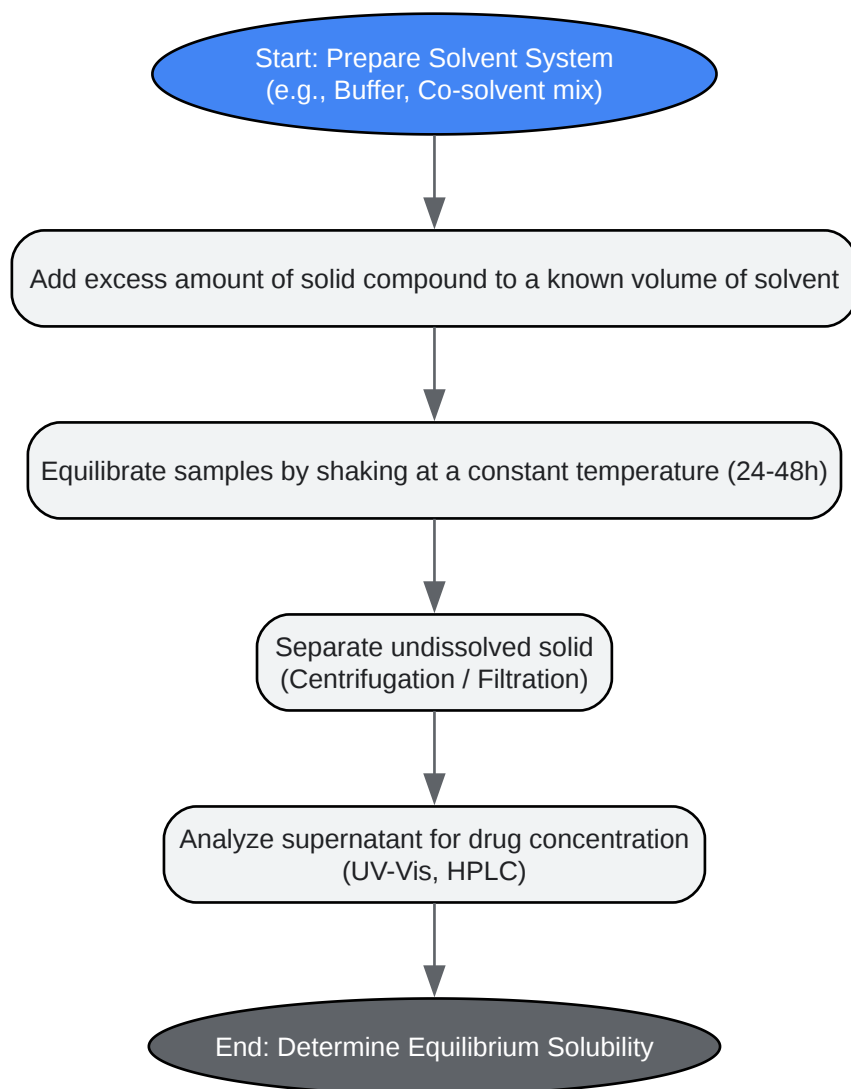 Start: Prepare Solvent System
(e.g., Buffer, Co-solvent mix)
Add excess amount of solid compound to a known volume of solvent
Equilibrate samples by shaking at a constant temperature (24-48h)
Separate undissolved solid
(Centrifugation / Filtration)
Analyze supernatant for drug concentration
(UV-Vis, HPLC)
End: Determine Equilibrium Solubility